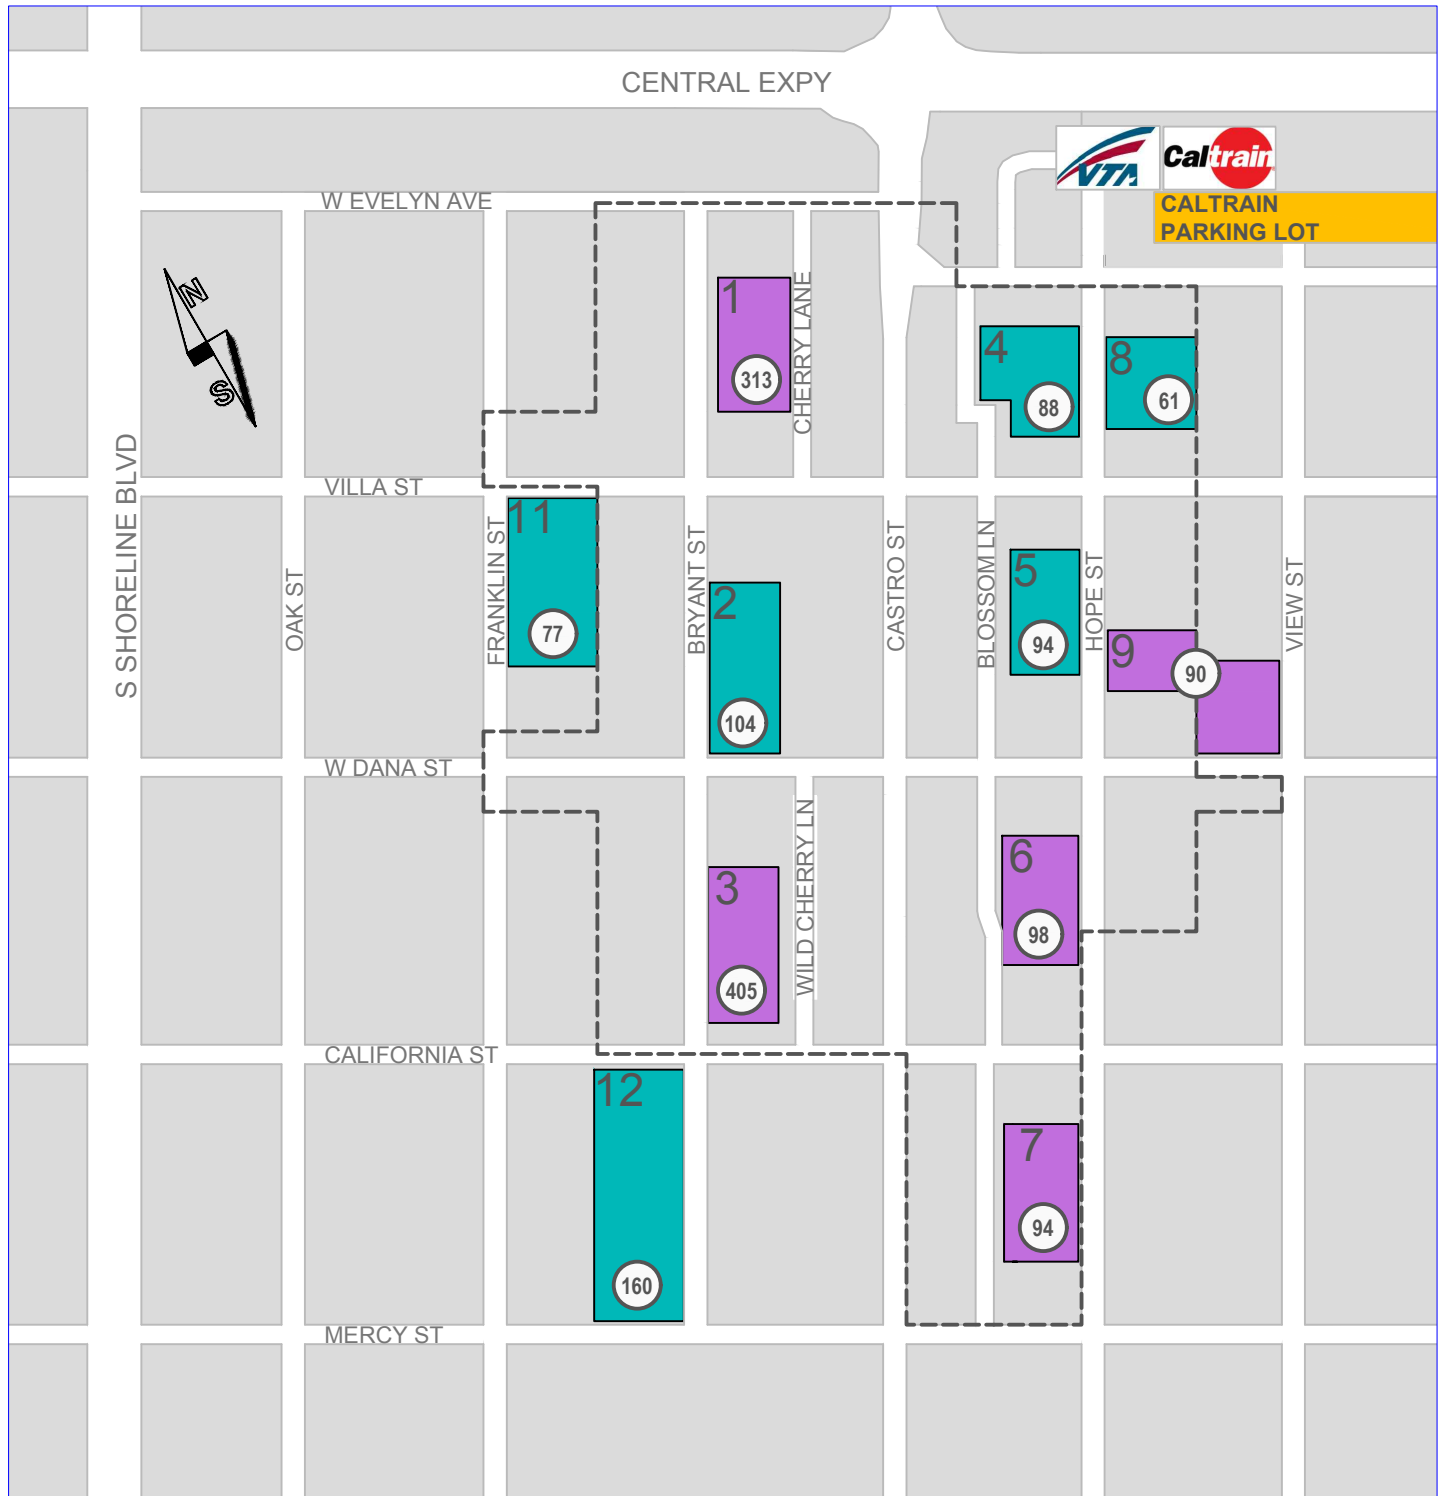 CENTRAL EXPY
VTA
Caltrain
CALTRAIN
PARKING LOT
W EVELYN AVE
N
S
1
313
CHERRY LANE
4
88
8
61
S SHORELINE BLVD
VILLA ST
11
77
OAK ST
FRANKLIN ST
BRYANT ST
2
104
CASTRO ST
BLOSSOM LN
5
94
HOPE ST
9
90
VIEW ST
W DANA ST
3
405
WILD CHERRY LN
6
98
CALIFORNIA ST
12
160
7
94
MERCY ST